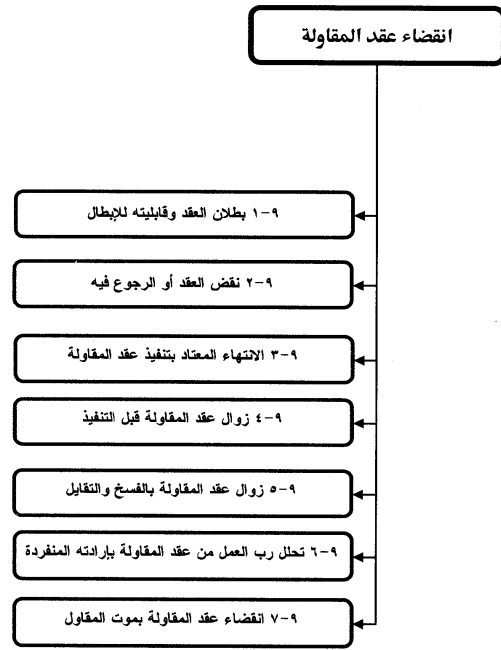 انقضاء عقد المقاولة
٩-١ بطلان العقد وقابليته للإبطال
٩-٢ نقض العقد أو الرجوع فيه
٩-٣ الانتهاء المعتاد بتنفيذ عقد المقاولة
٩-٤ زوال عقد المقاولة قبل التنفيذ
٩-٥ زوال عقد المقاولة بالفسخ والتقايل
٩-٦ تحلل رب العمل من عقد المقاولة بإرادته المنفردة
٩-٧ انقضاء عقد المقاولة بموت المقاول